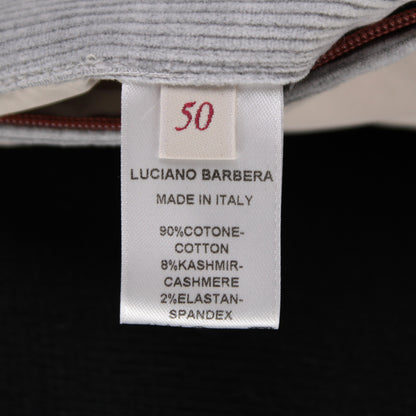 50
LUCIANO BARBERA
MADE IN ITALY
90%COTONE-
COTTON
8%KASHMIR-
CASHMERE
2%ELASTAN-
SPANDEX